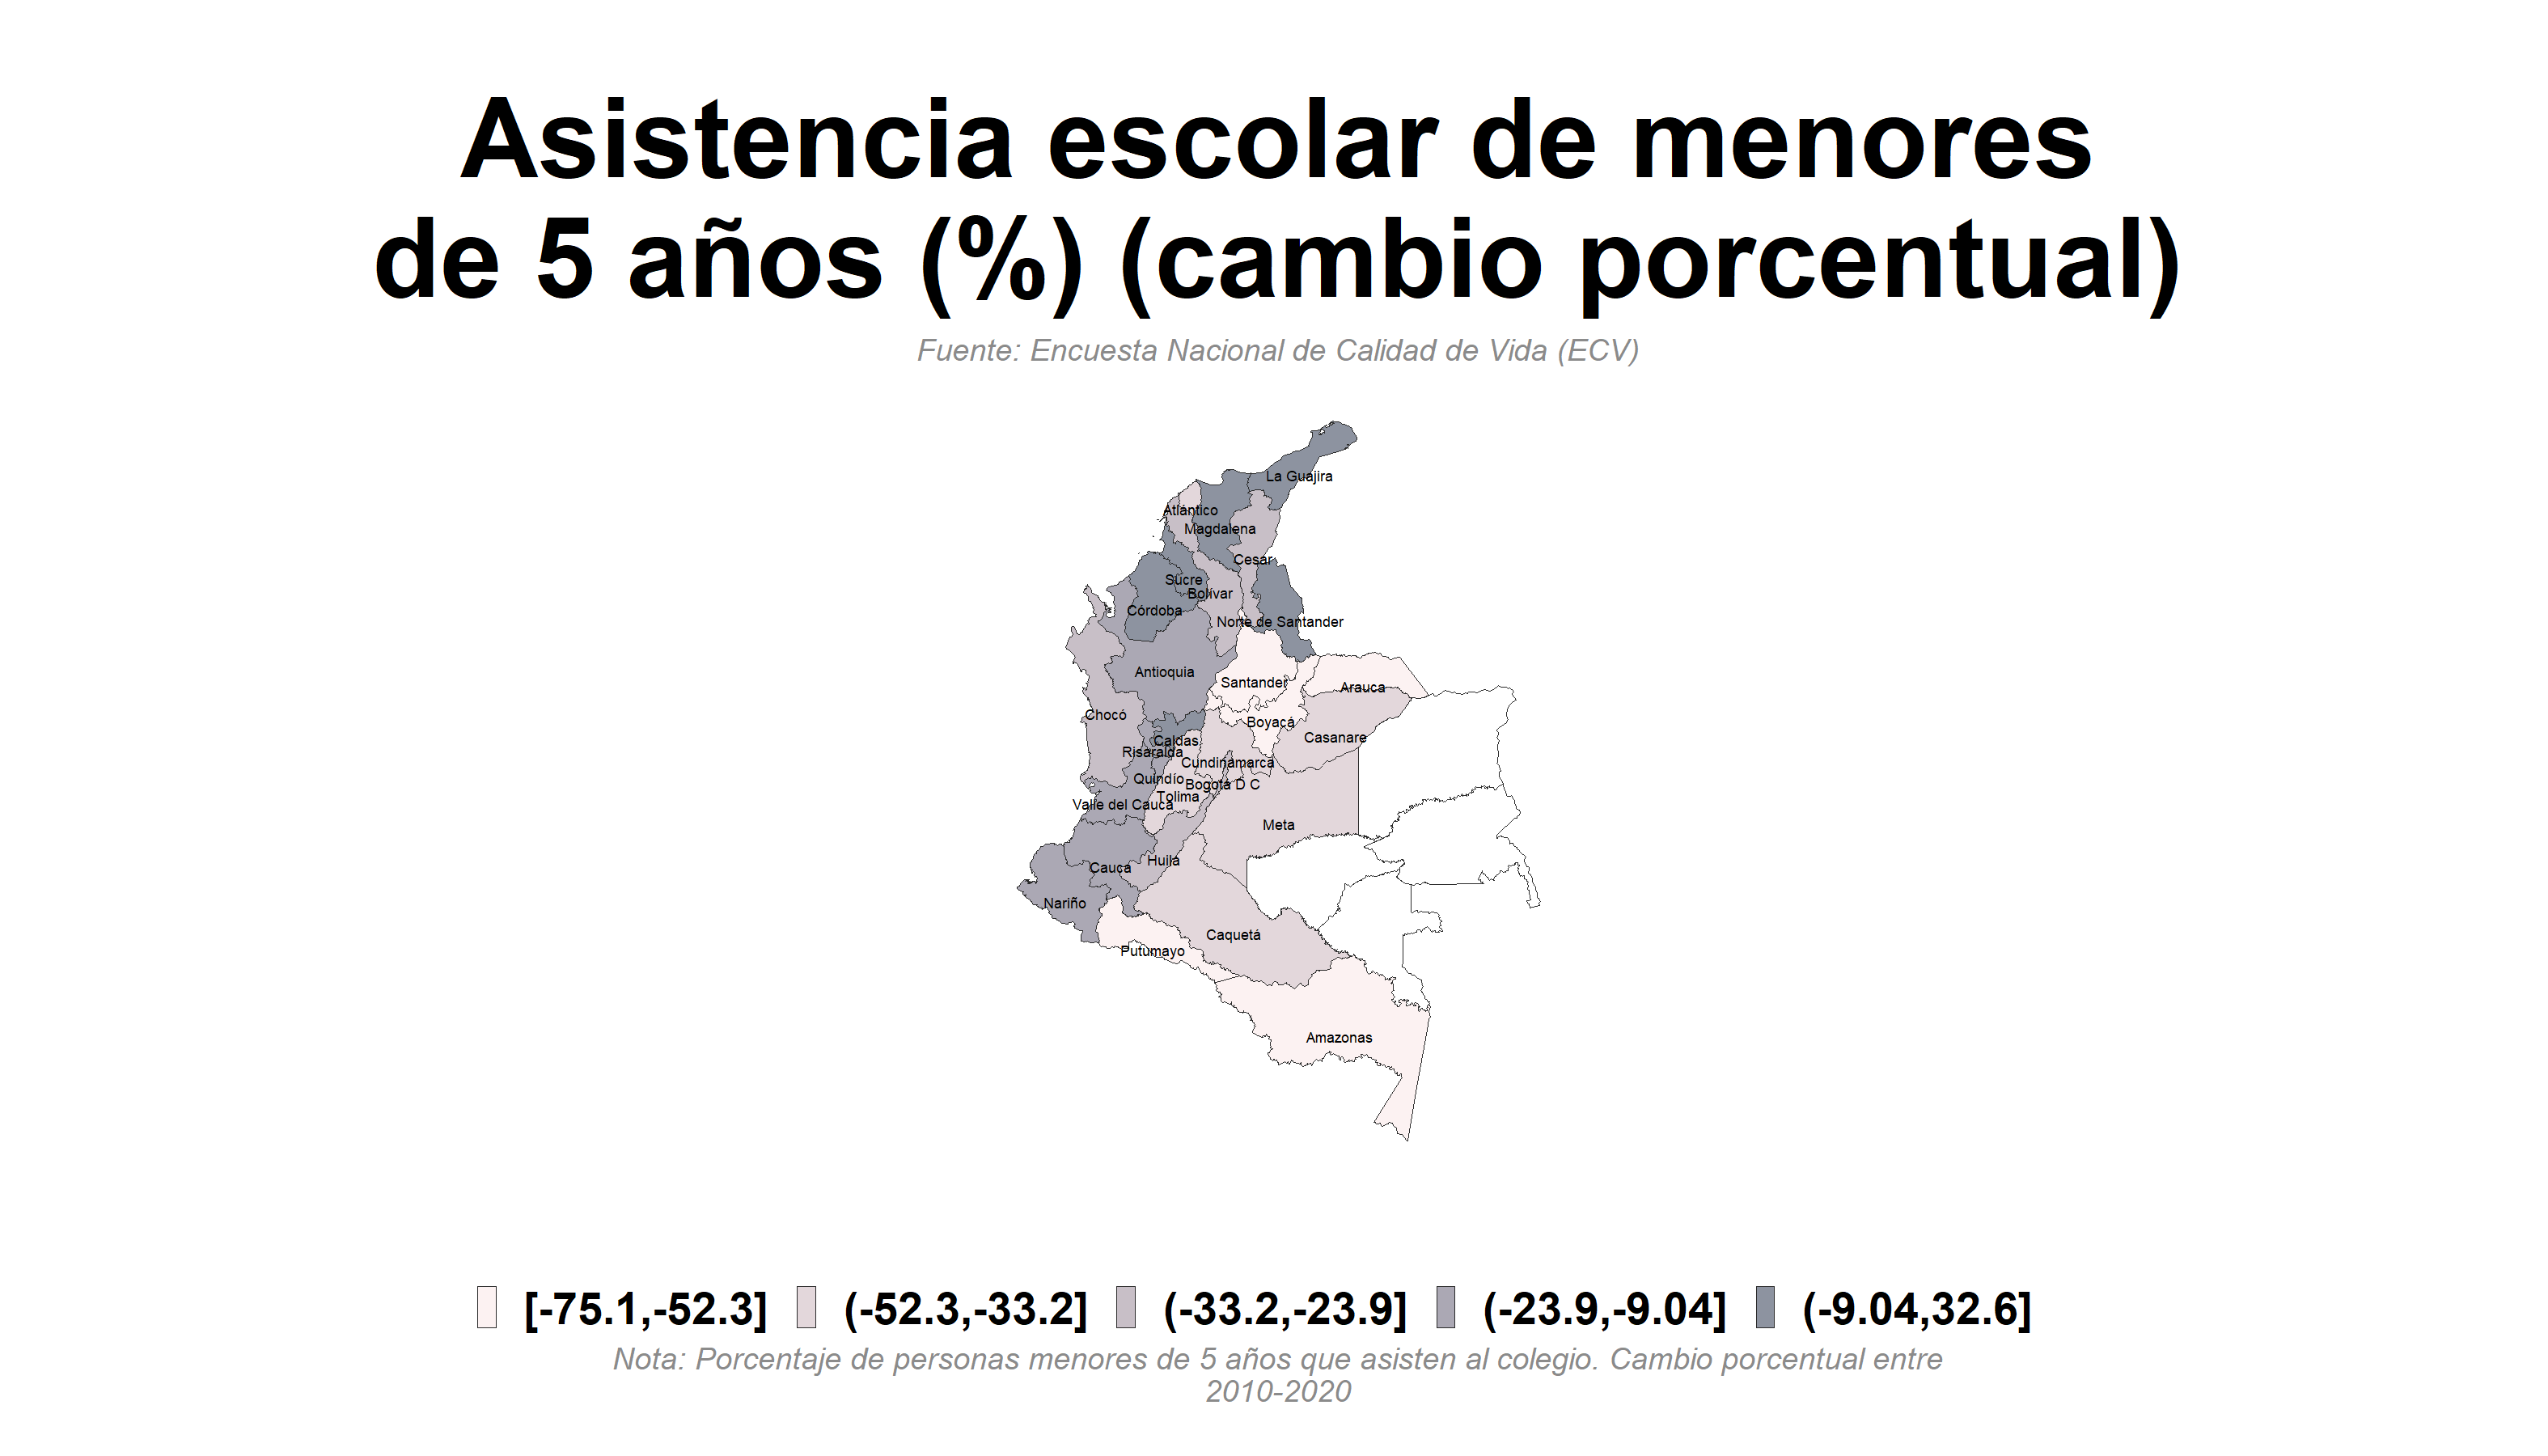 Asistencia escolar de menores
de 5 años (%) (cambio porcentual)
Fuente: Encuesta Nacional de Calidad de Vida (ECV)
La Guajira
Atlántico
Magdalena
Cesar
Sucre
Bolívar
Córdoba
Norte de Santander
Antioquia
Santander
Arauca
Chocó
Boyacá
Casanare
Caldas
Risaralda
Cundinamarca
Quindío
Bogotá D C
Tolima
Valle del Cauca
Meta
Huila
Cauca
Nariño
Caquetá
Putumayo
Amazonas
[-75.1,-52.3] (-52.3,-33.2] (-33.2,-23.9] (-23.9,-9.04] (-9.04,32.6]
Nota: Porcentaje de personas menores de 5 años que asisten al colegio. Cambio porcentual entre
2010-2020